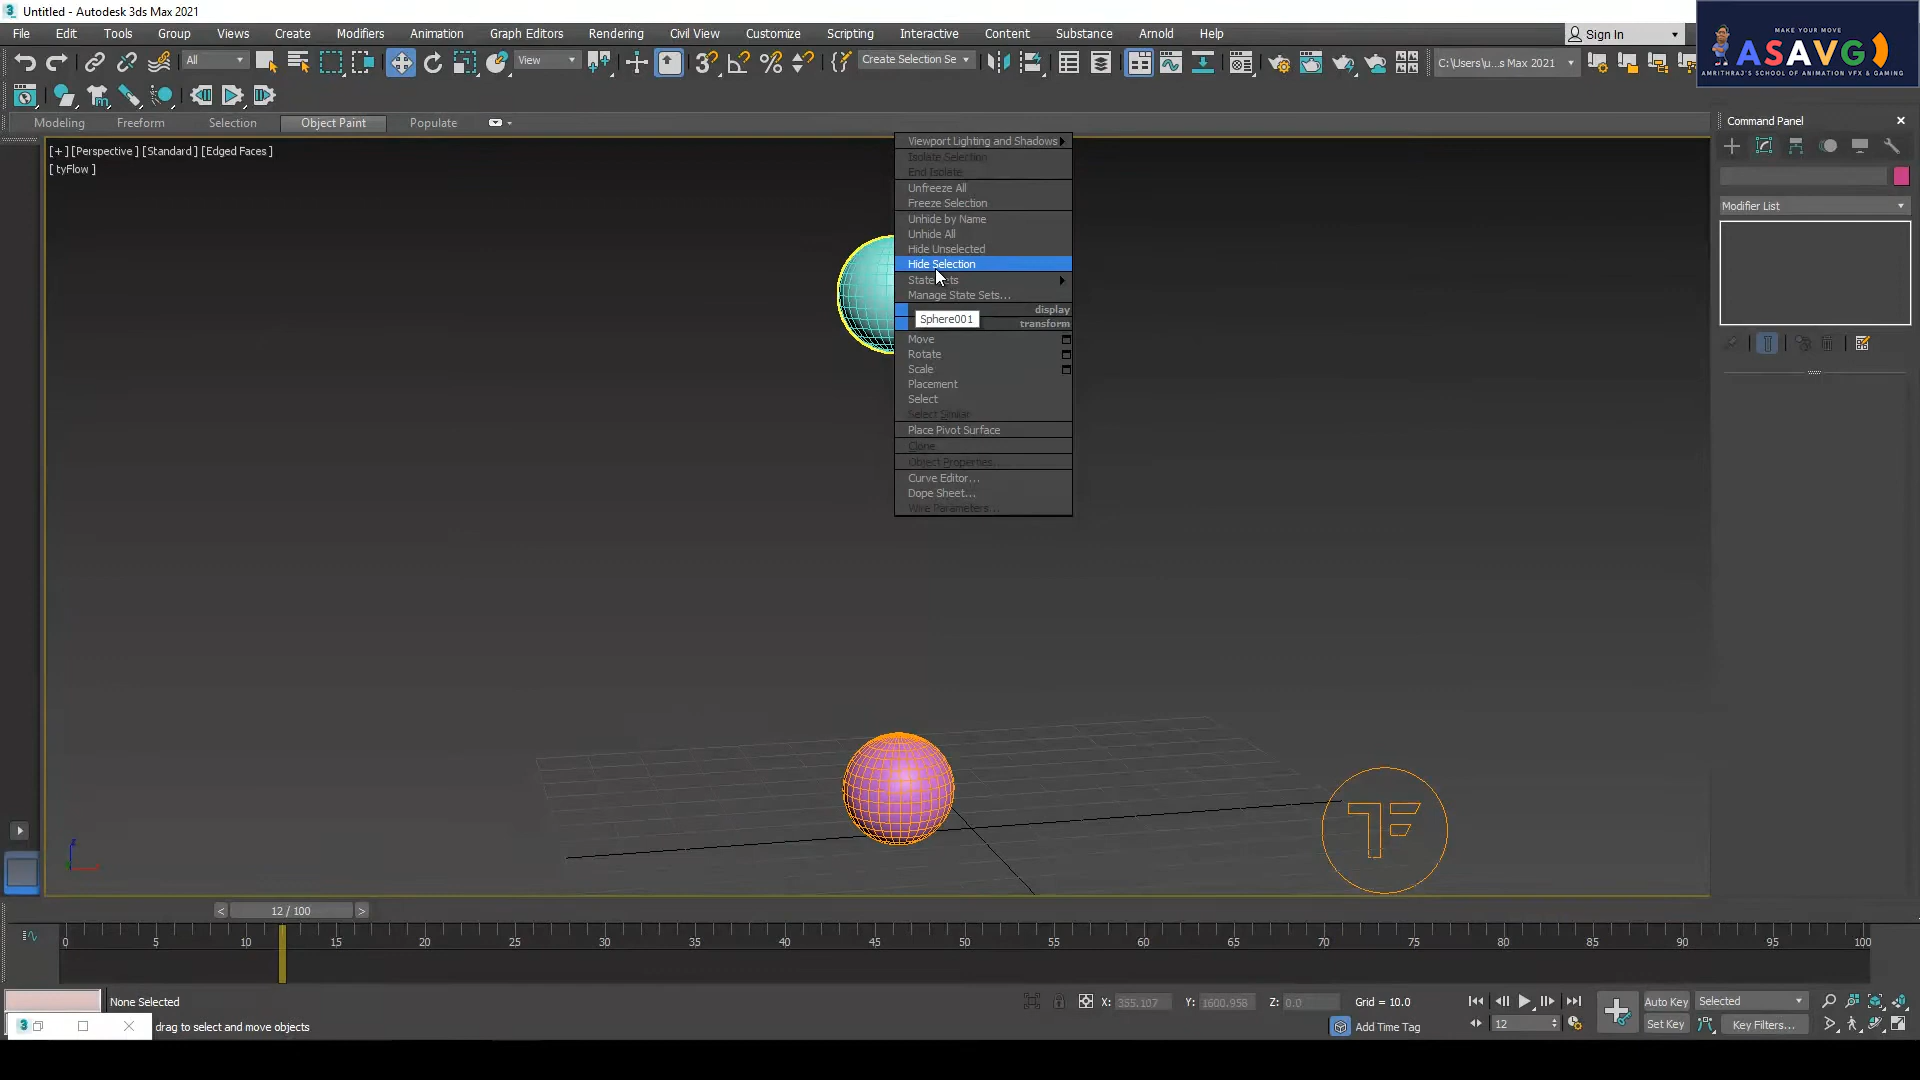 Untitled - Autodesk 3ds Max 2021
File Edit Tools Group Views Create Modifiers Animation Graph Editors Rendering Civil View Customize Scripting Interactive Content Substance Arnold Help
Sign In
MAKE YOUR MOVE
ASAVG
AMRITHRAJ'S SCHOOL OF ANIMATION VFX & GAMING
All
View
Create Selection Se
C:\Users\u...s Max 2021
Modeling Freeform Selection Object Paint Populate
Command Panel
[+] [Perspective] [Standard] [Edged Faces]
[ tyFlow ]
Modifier List
Viewport Lighting and Shadows
Isolate Selection
End Isolate
Unfreeze All
Freeze Selection
Unhide by Name
Unhide All
Hide Unselected
Hide Selection
Manage State Sets...
display
Sphere001
transform
Move
Rotate
Scale
Placement
Select
Select Similar
Place Pivot Surface
Clone
Object Properties...
Curve Editor...
Dope Sheet...
Wire Parameters...
TF
< 12 / 100 >
0 5 10 15 20 25 30 35 40 45 50 55 60 65 70 75 80 85 90 95 100
None Selected
X: 355.107 Y: 1600.958 Z: 0.0 Grid = 10.0
Auto Key Selected
drag to select and move objects
Add Time Tag
12
Set Key Key Filters...